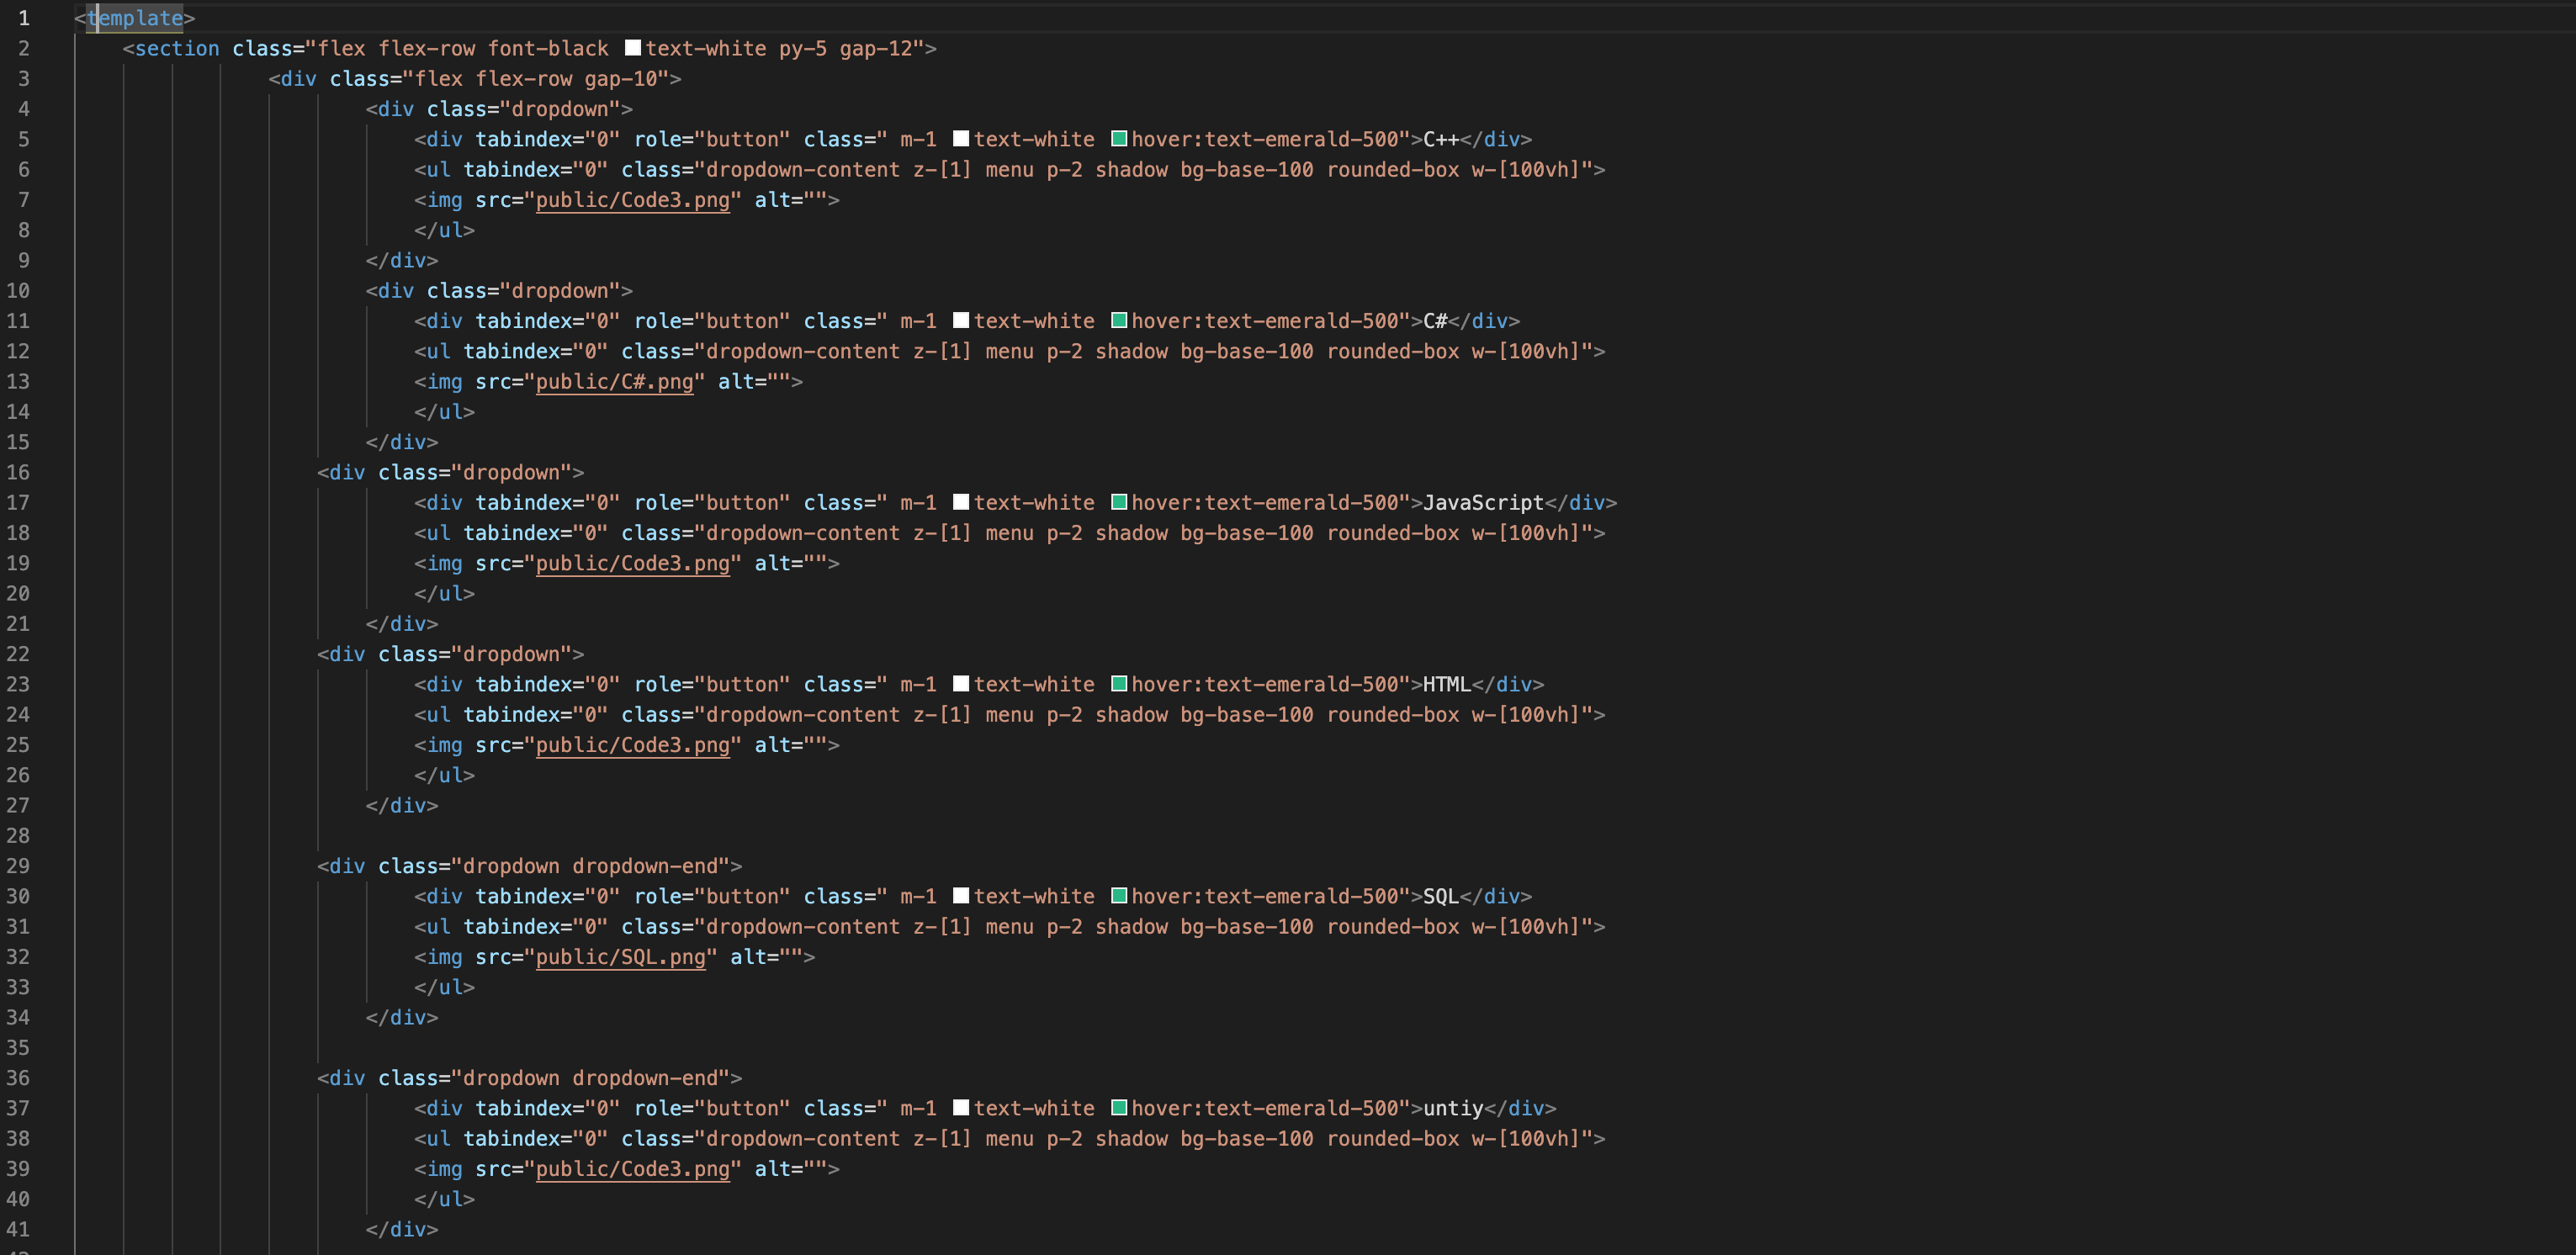 1 <template>
2 <section class="flex flex-row font-black text-white py-5 gap-12">
3 <div class="flex flex-row gap-10">
4 <div class="dropdown">
5 <div tabindex="0" role="button" class=" m-1 text-white hover:text-emerald-500">C++</div>
6 <ul tabindex="0" class="dropdown-content z-[1] menu p-2 shadow bg-base-100 rounded-box w-[100vh]">
7 <img src="public/Code3.png" alt="">
8 </ul>
9 </div>
10 <div class="dropdown">
11 <div tabindex="0" role="button" class=" m-1 text-white hover:text-emerald-500">C#</div>
12 <ul tabindex="0" class="dropdown-content z-[1] menu p-2 shadow bg-base-100 rounded-box w-[100vh]">
13 <img src="public/C#.png" alt="">
14 </ul>
15 </div>
16 <div class="dropdown">
17 <div tabindex="0" role="button" class=" m-1 text-white hover:text-emerald-500">JavaScript</div>
18 <ul tabindex="0" class="dropdown-content z-[1] menu p-2 shadow bg-base-100 rounded-box w-[100vh]">
19 <img src="public/Code3.png" alt="">
20 </ul>
21 </div>
22 <div class="dropdown">
23 <div tabindex="0" role="button" class=" m-1 text-white hover:text-emerald-500">HTML</div>
24 <ul tabindex="0" class="dropdown-content z-[1] menu p-2 shadow bg-base-100 rounded-box w-[100vh]">
25 <img src="public/Code3.png" alt="">
26 </ul>
27 </div>
28
29 <div class="dropdown dropdown-end">
30 <div tabindex="0" role="button" class=" m-1 text-white hover:text-emerald-500">SQL</div>
31 <ul tabindex="0" class="dropdown-content z-[1] menu p-2 shadow bg-base-100 rounded-box w-[100vh]">
32 <img src="public/SQL.png" alt="">
33 </ul>
34 </div>
35
36 <div class="dropdown dropdown-end">
37 <div tabindex="0" role="button" class=" m-1 text-white hover:text-emerald-500">untiy</div>
38 <ul tabindex="0" class="dropdown-content z-[1] menu p-2 shadow bg-base-100 rounded-box w-[100vh]">
39 <img src="public/Code3.png" alt="">
40 </ul>
41 </div>